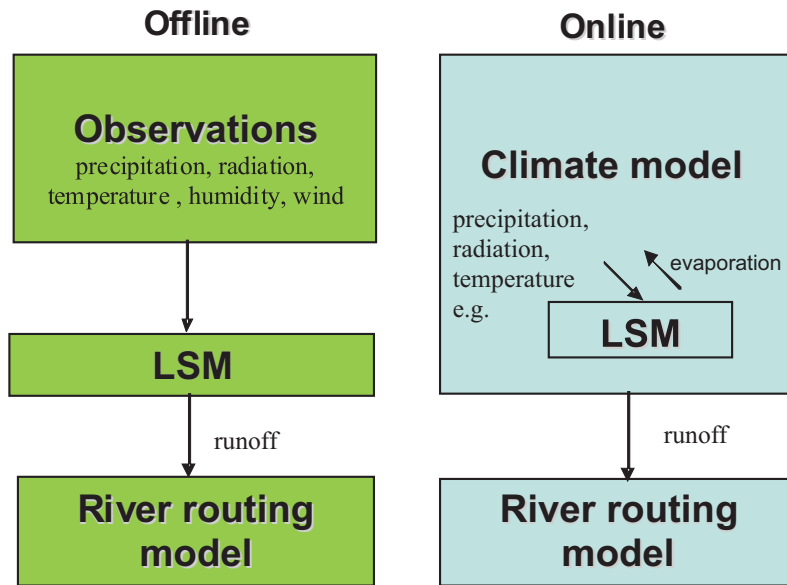 Offline
Observations
precipitation, radiation,
temperature , humidity, wind
LSM
runoff
River routing
model
Online
Climate model
precipitation,
radiation,
temperature
e.g.
evaporation
LSM
runoff
River routing
model